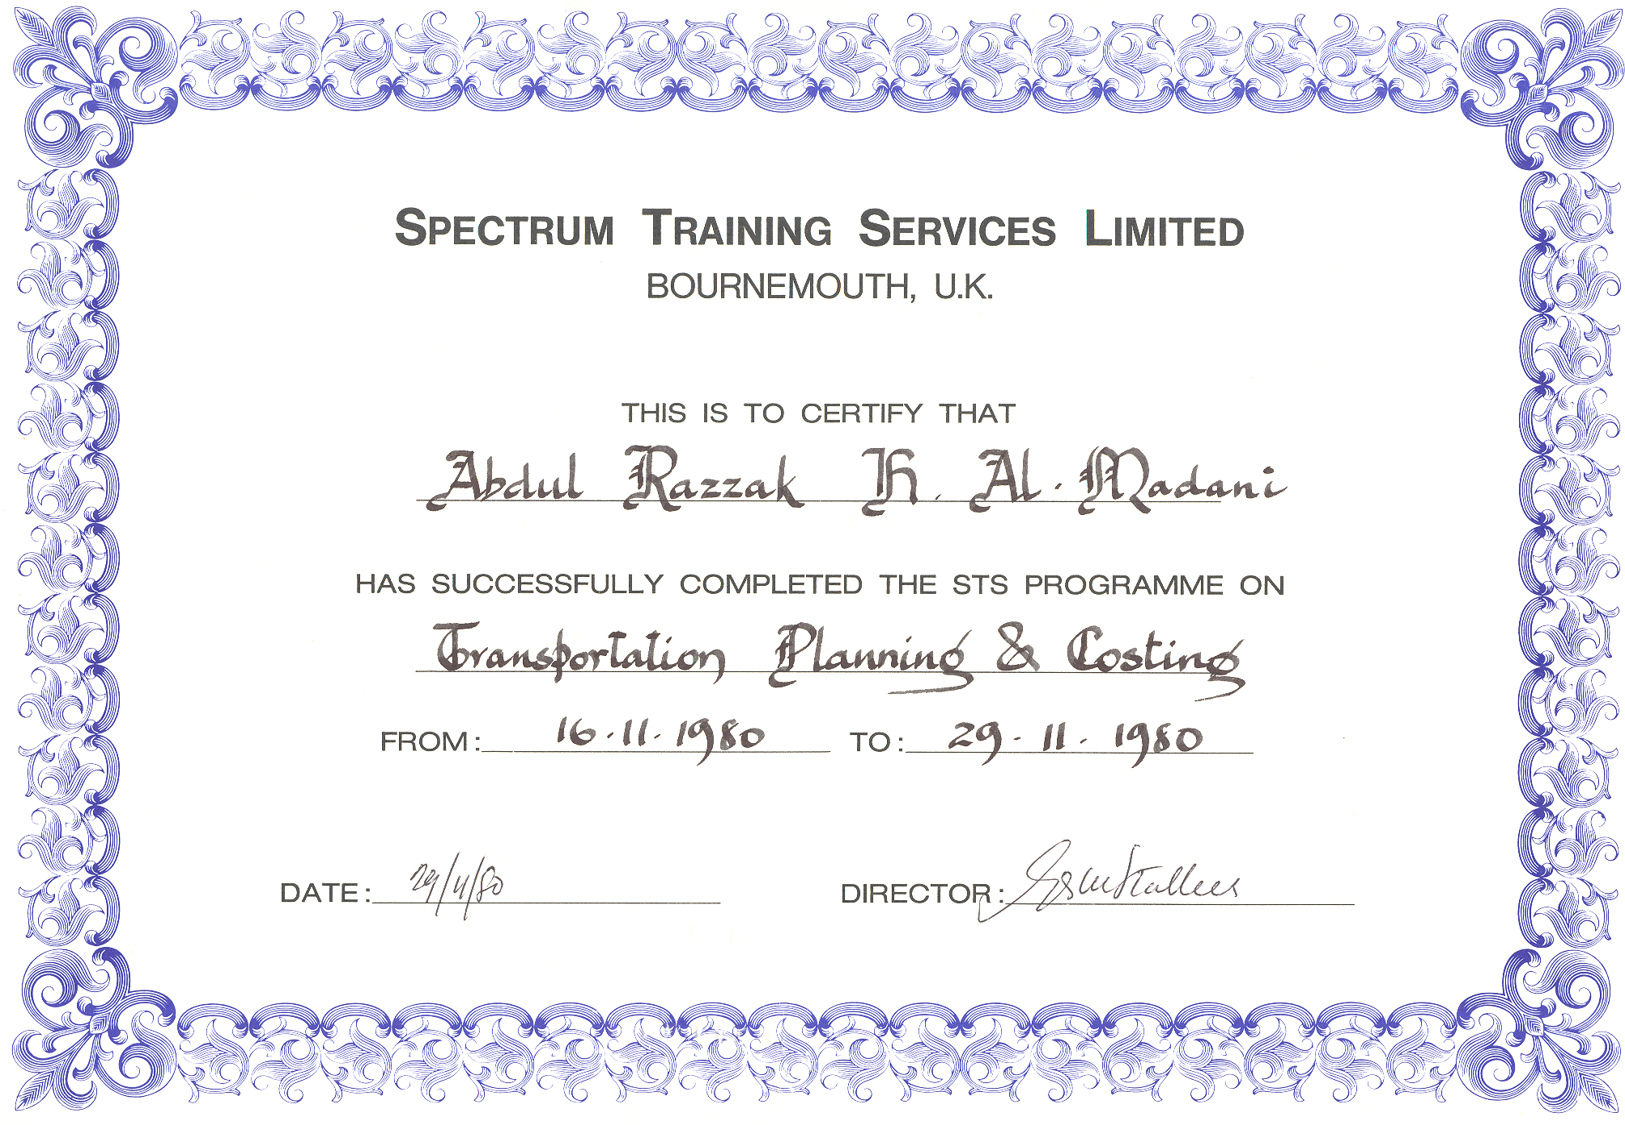 SPECTRUM TRAINING SERVICES LIMITED
BOURNEMOUTH, U.K.
THIS IS TO CERTIFY THAT
Abdul Razzak H. Al-Madani
HAS SUCCESSFULLY COMPLETED THE STS PROGRAMME ON
Transportation Planning & Costing
FROM: 16.11.1980 TO: 29.11.1980
DATE: 29/11/80 DIRECTOR: